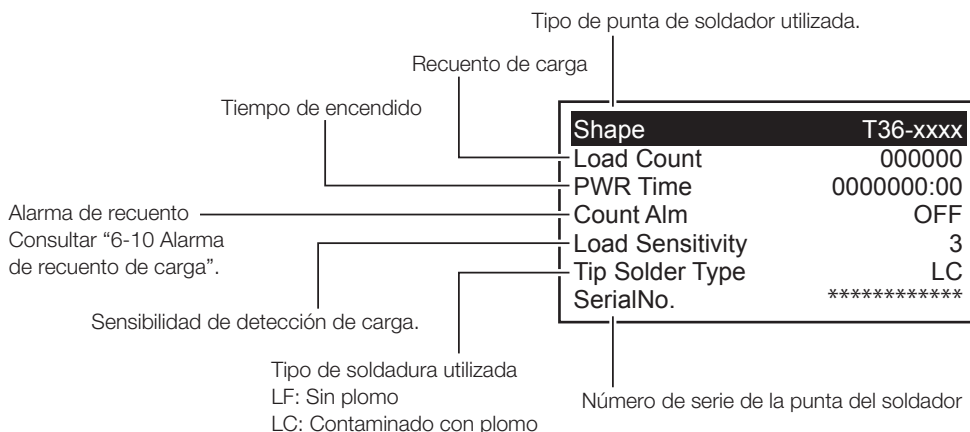 Tipo de punta de soldador utilizada.
Recuento de carga
Tiempo de encendido
Alarma de recuento
Consultar “6-10 Alarma
de recuento de carga”.
Sensibilidad de detección de carga.
Tipo de soldadura utilizada
LF: Sin plomo
LC: Contaminado con plomo
Shape T36-xxxx
Load Count 000000
PWR Time 0000000:00
Count Alm OFF
Load Sensitivity 3
Tip Solder Type LC
SerialNo. ************
Número de serie de la punta del soldador